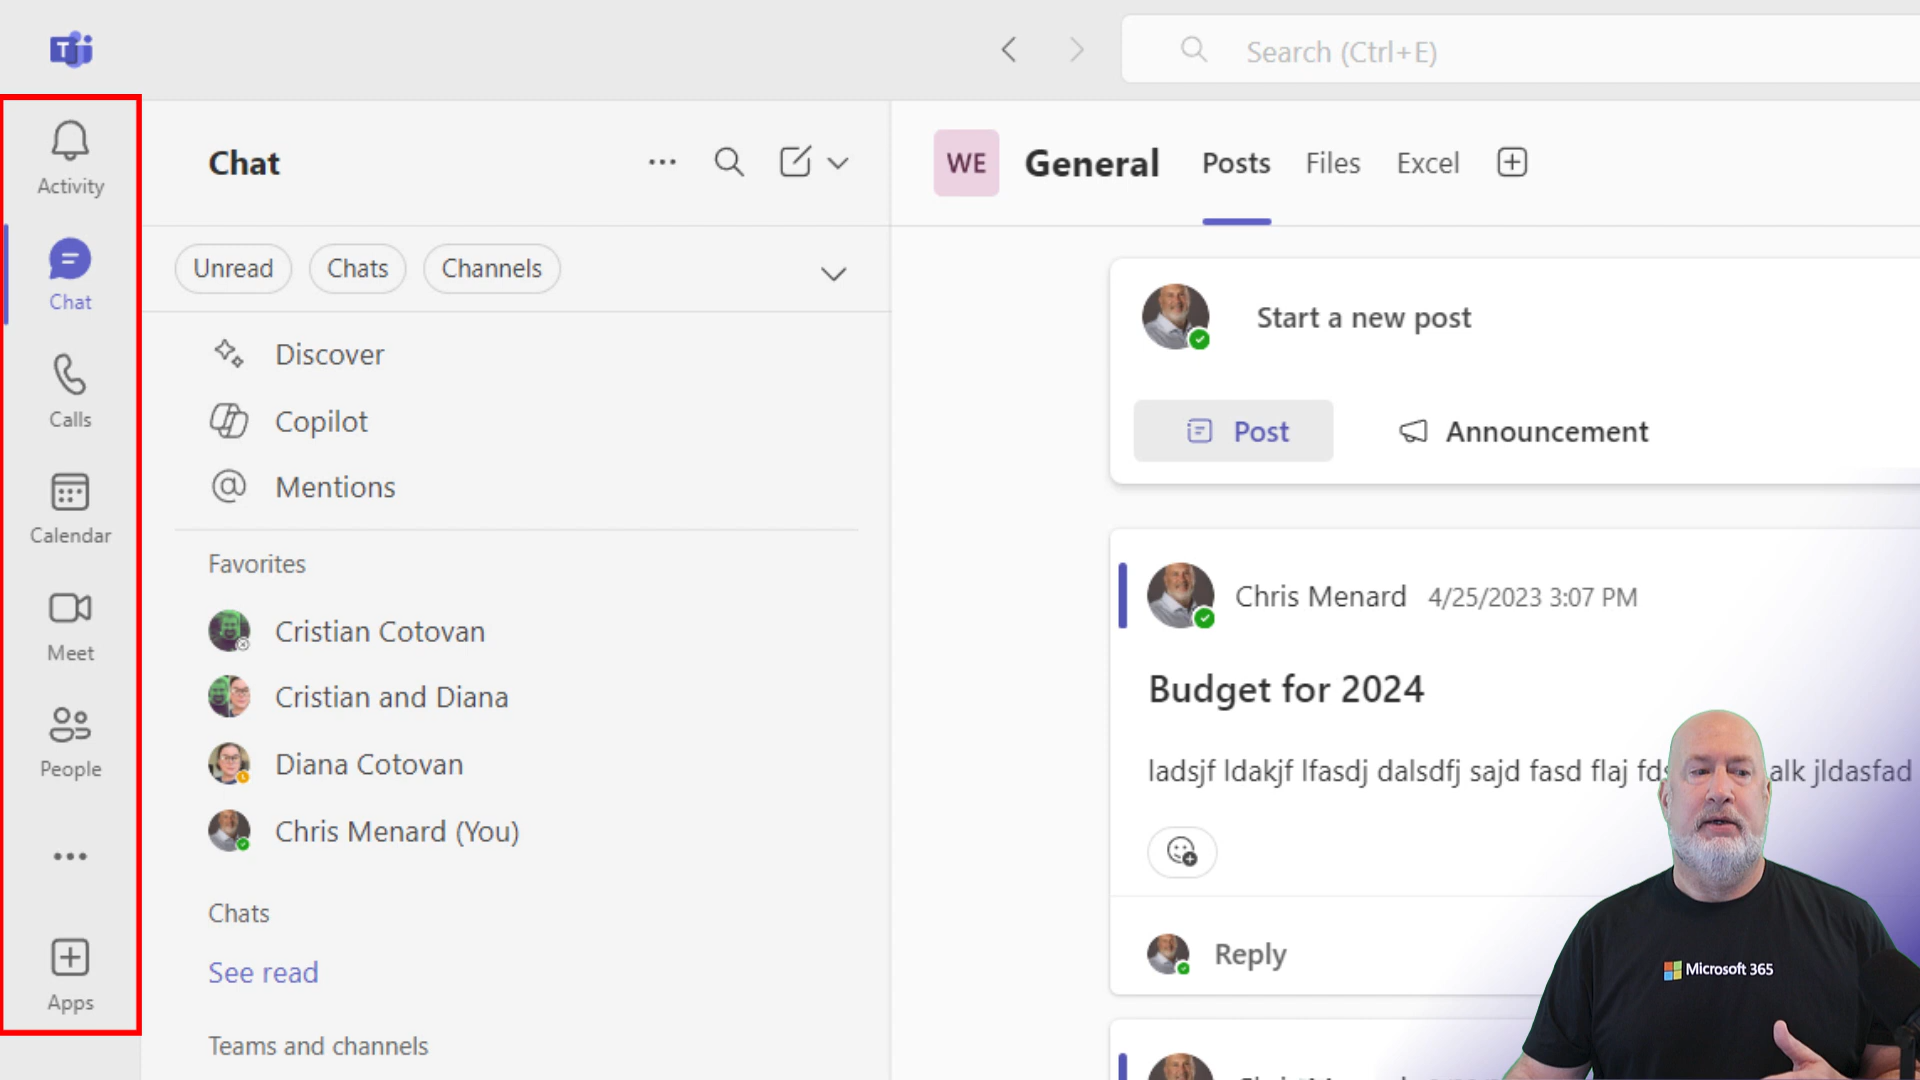 T
Search (Ctrl+E)
Activity
Chat
Calls
Calendar
Meet
People
Apps
Chat
Unread
Chats
Channels
Discover
Copilot
@ Mentions
Favorites
Cristian Cotovan
Cristian and Diana
Diana Cotovan
Chris Menard (You)
Chats
See read
Teams and channels
WE
General
Posts
Files
Excel
Start a new post
Post
Announcement
Chris Menard 4/25/2023 3:07 PM
Budget for 2024
ladsjf ldakjf lfasdj dalsdfj sajd fasd flaj alk jldasfad
Reply
Microsoft 365